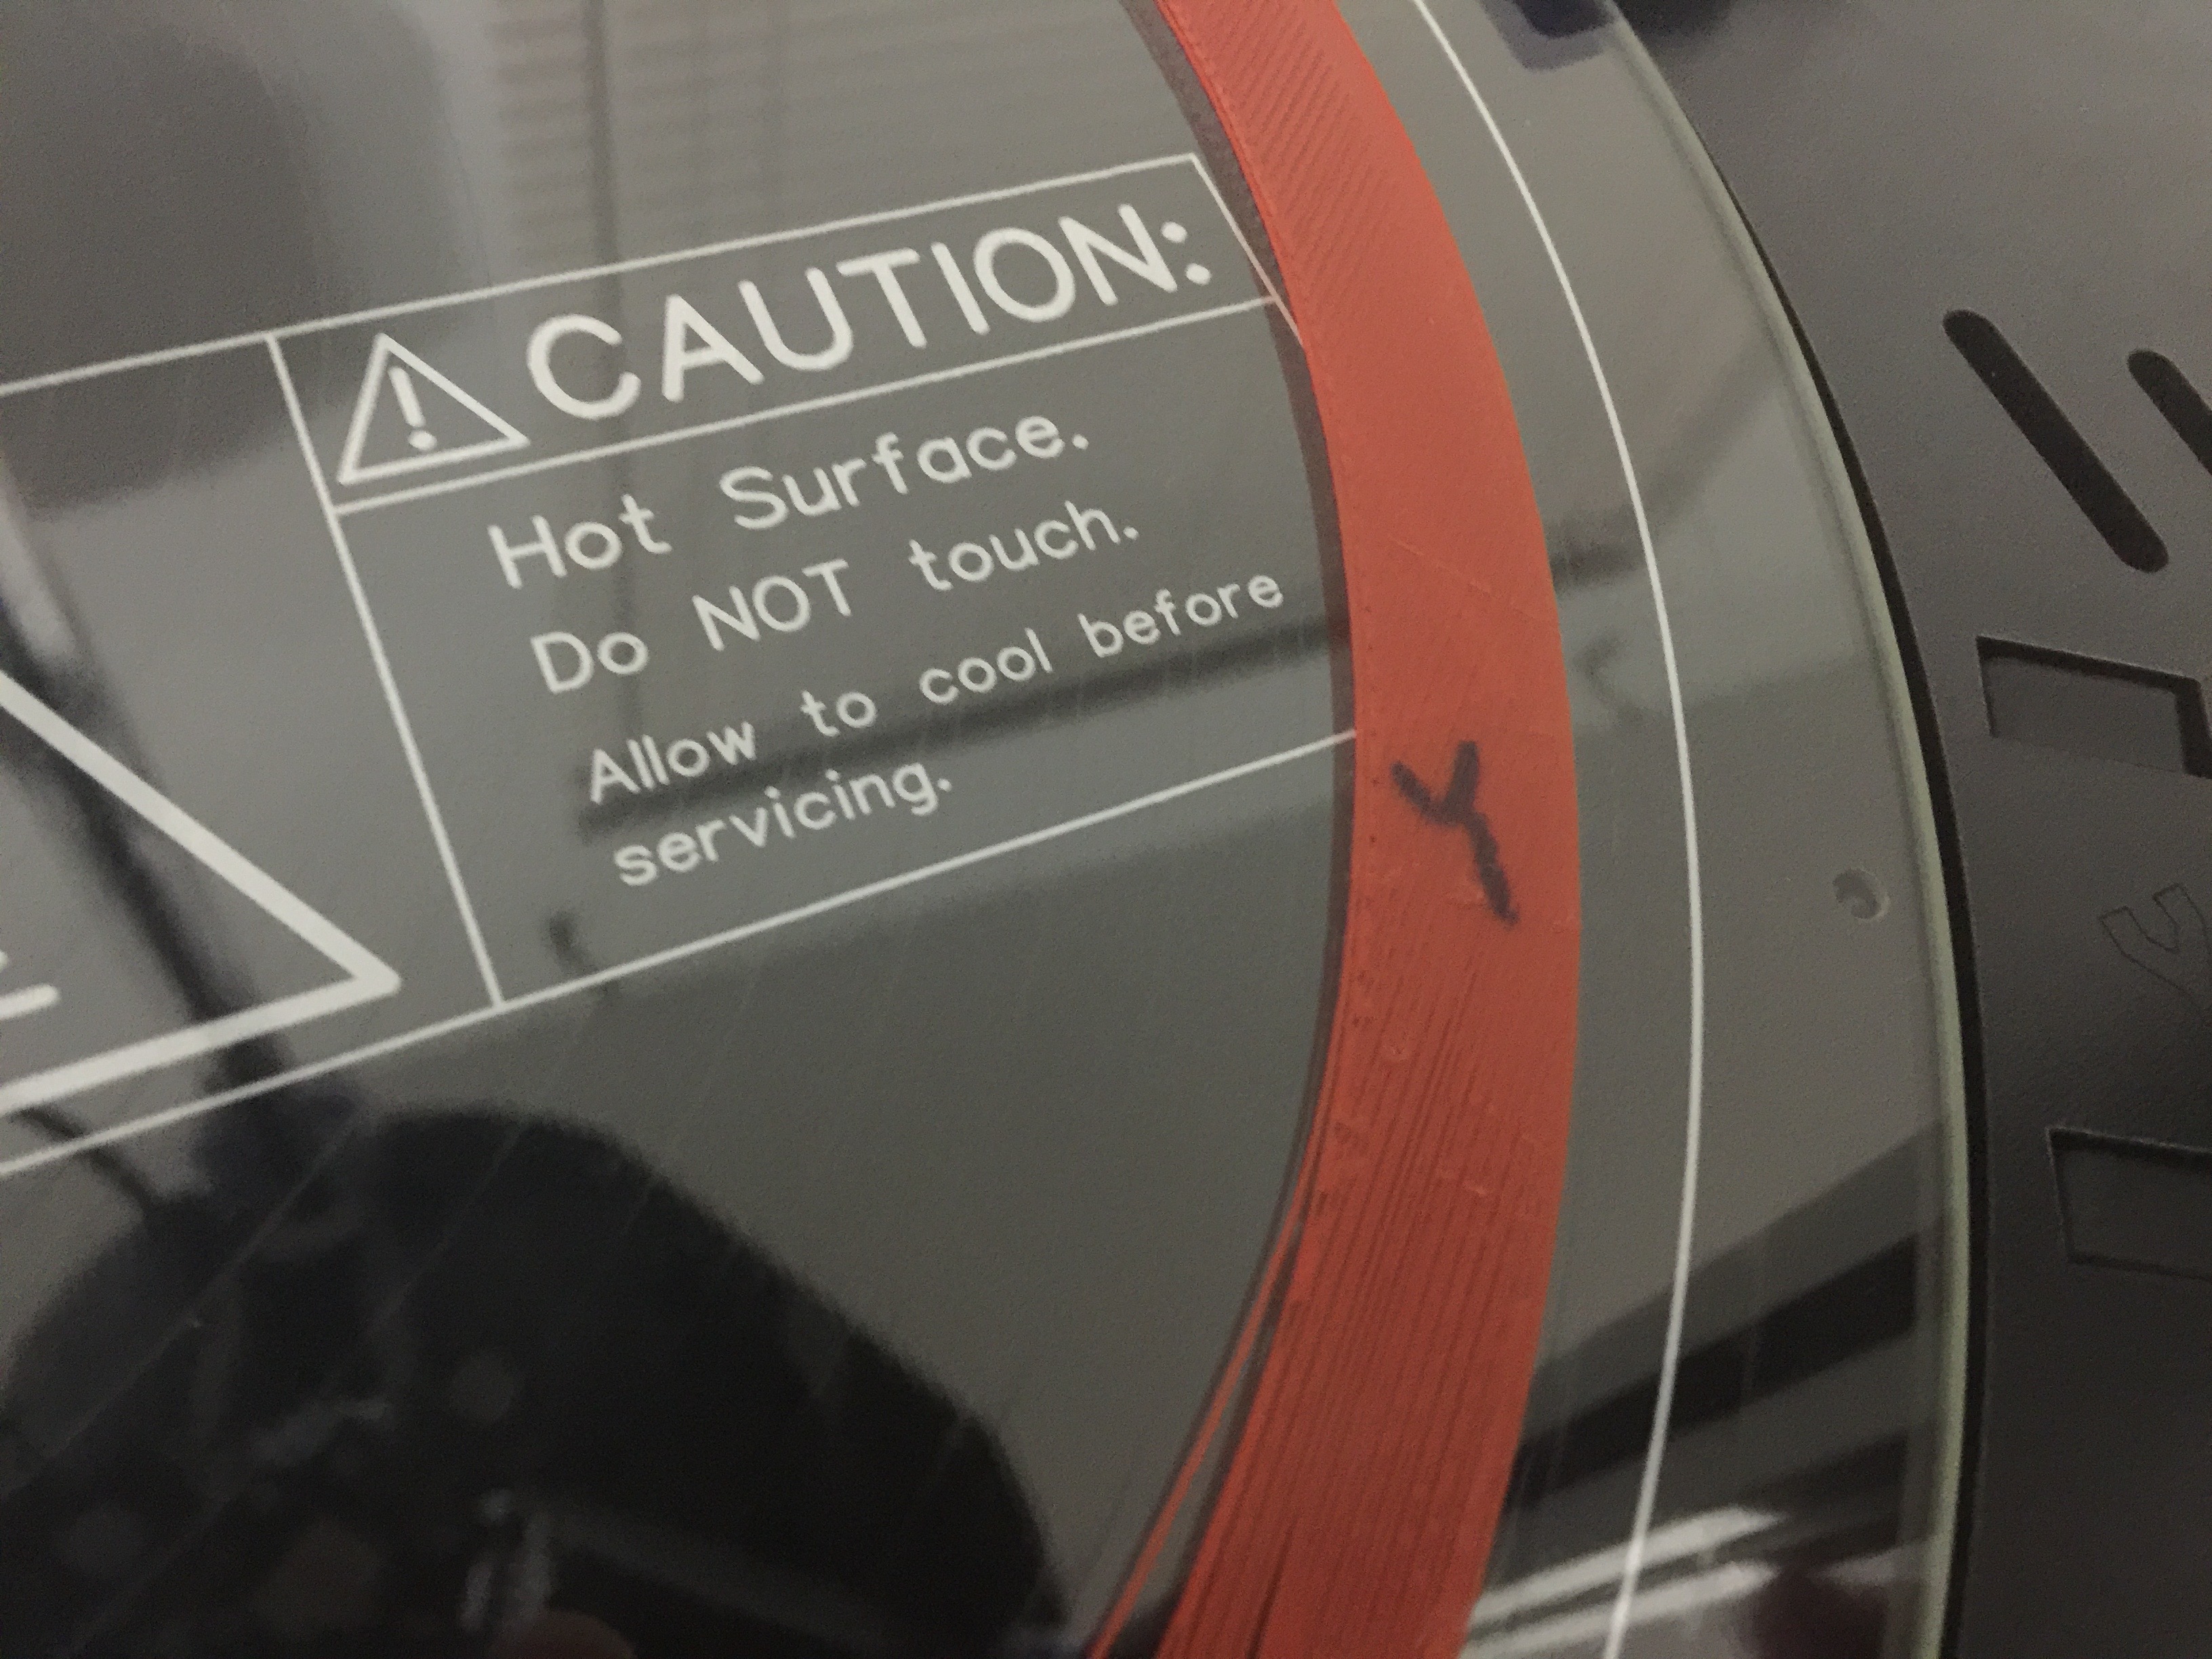 ! CAUTION:
Hot Surface.
Do NOT touch.
Allow to cool before
servicing.
Y